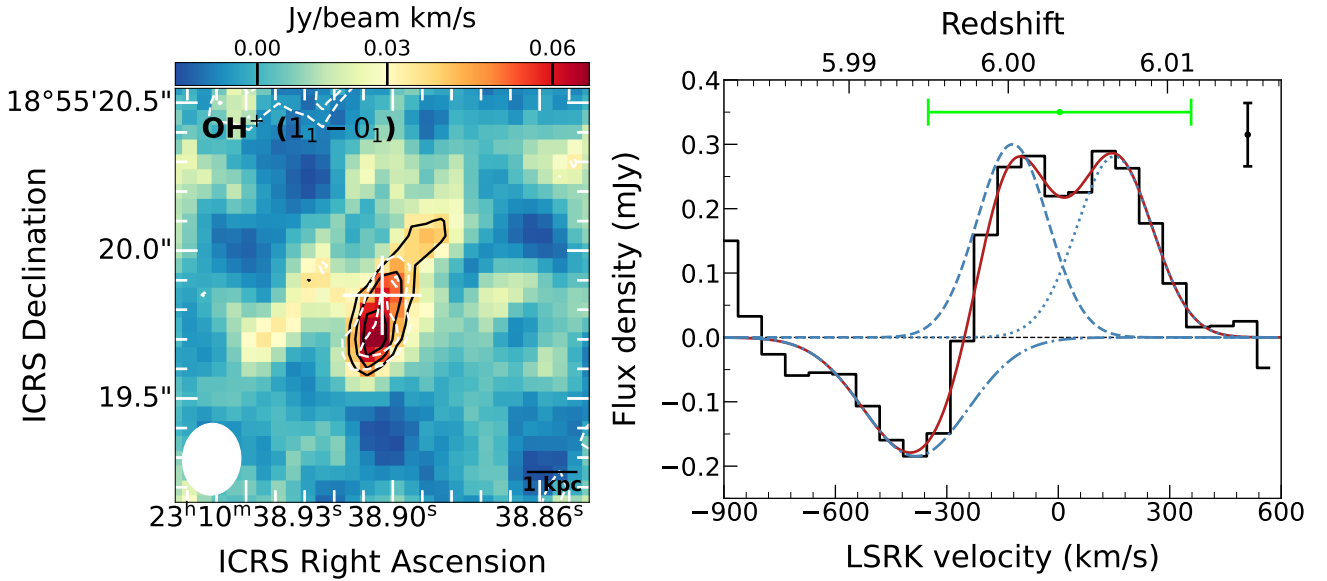 Jy/beam km/s
0.00 0.03 0.06
18°55'20.5"
20.0"
19.5"
ICRS Declination
OH⁺ (1₁ − 0₁)
1 kpc
23ʰ10ᵐ38.93ˢ 38.90ˢ 38.86ˢ
ICRS Right Ascension
Redshift
5.99 6.00 6.01
0.4
0.3
0.2
0.1
0.0
−0.1
−0.2
Flux density (mJy)
−900 −600 −300 0 300 600
LSRK velocity (km/s)